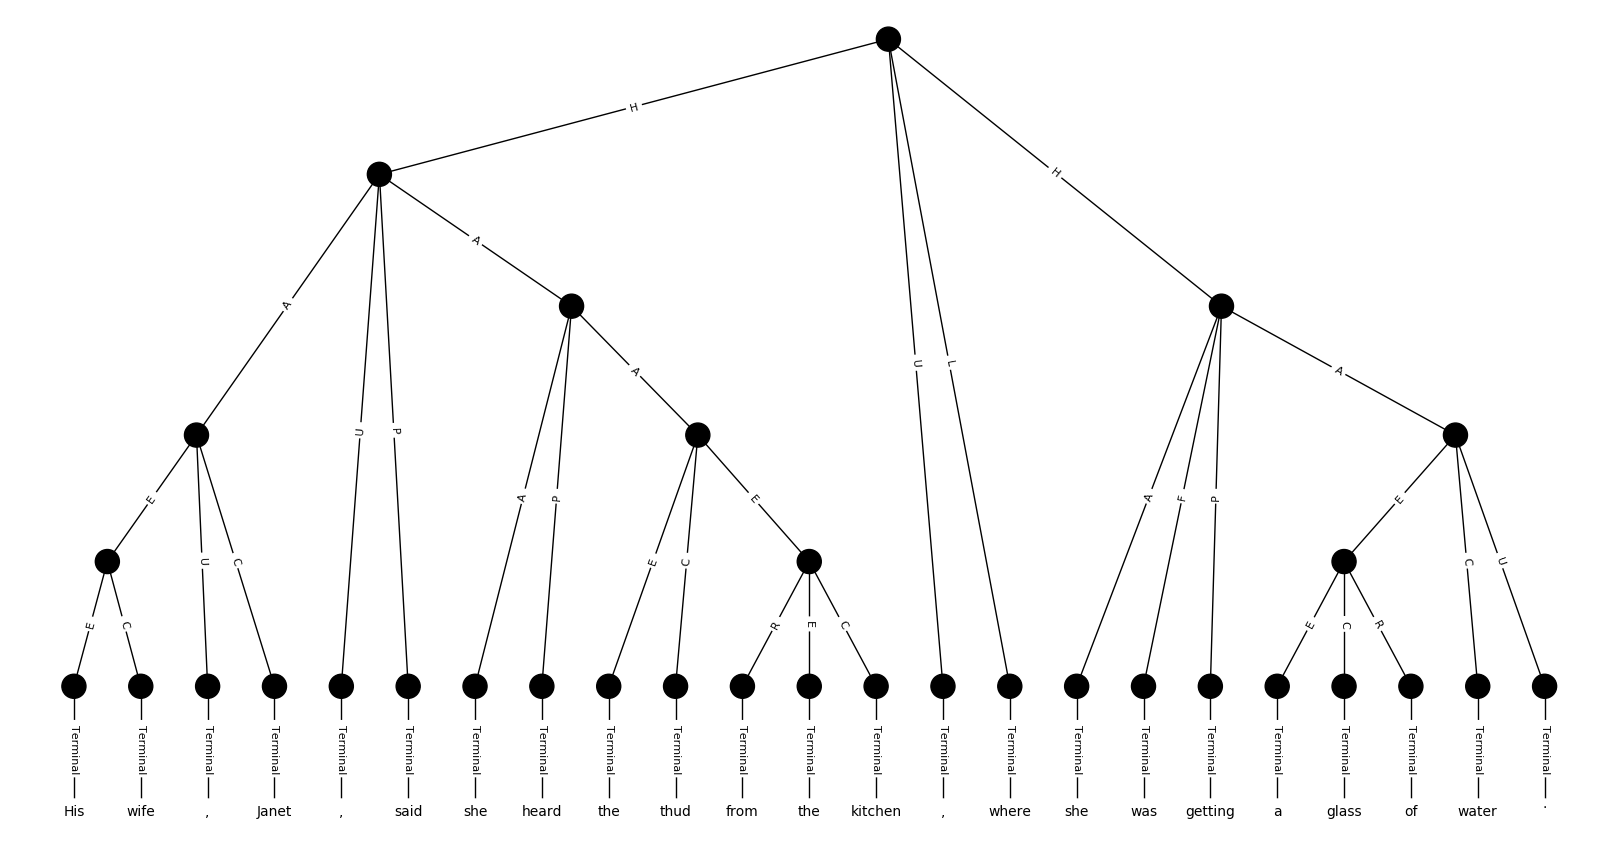 H
H
A
A
U
L
A
A
U
P
E
A
P
E
A
F
P
E
U
C
E
C
C
U
E
C
R
E
C
E
C
R
Terminal Terminal Terminal Terminal Terminal Terminal Terminal Terminal Terminal Terminal Terminal Terminal Terminal Terminal Terminal Terminal Terminal Terminal Terminal Terminal Terminal Terminal Terminal
His wife , Janet , said she heard the thud from the kitchen , where she was getting a glass of water .